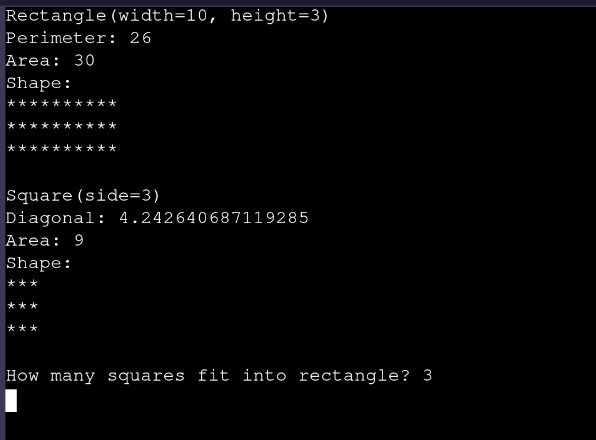 Rectangle(width=10, height=3)
Perimeter: 26
Area: 30
Shape:
**********
**********
**********
Square(side=3)
Diagonal: 4.242640687119285
Area: 9
Shape:
***
***
***
How many squares fit into rectangle? 3